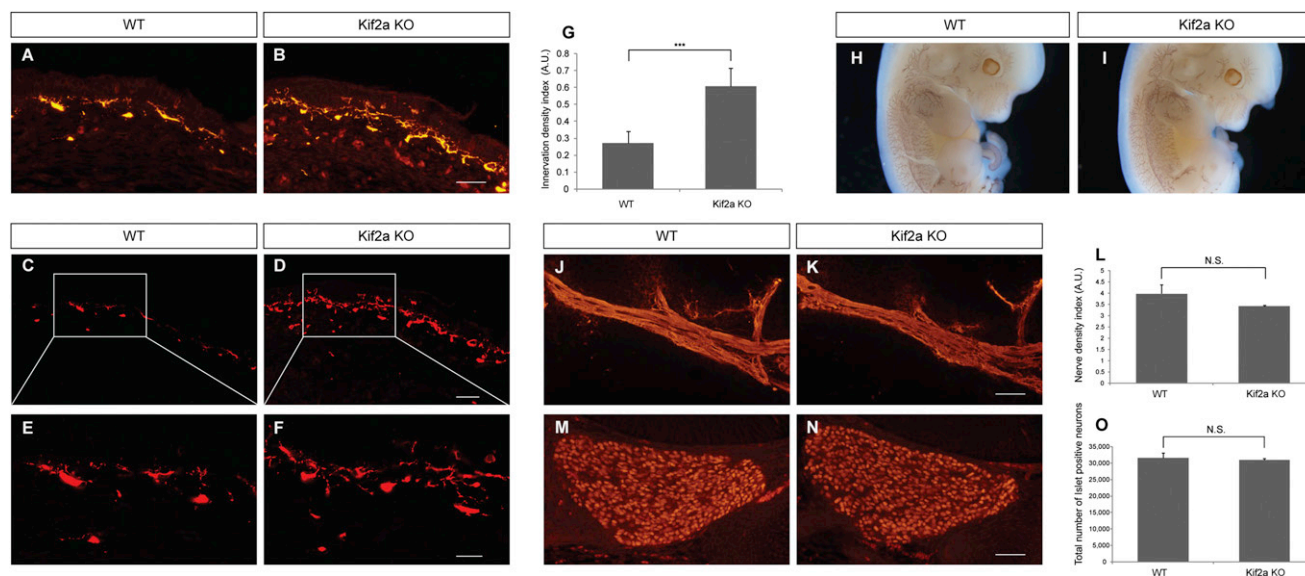 WT Kif2a KO
A B
G
Innervation density index (A.U.)
0.8
0.7
0.6
0.5
0.4
0.3
0.2
0.1
0
***
WT Kif2a KO
WT Kif2a KO
H I
WT Kif2a KO
C D
E F
WT Kif2a KO
J K
M N
L
Nerve density index (A.U.)
5
4.5
4
3.5
3
2.5
2
1.5
1
0.5
0
N.S.
WT Kif2a KO
O
Total number of Islet positive neurons
35,000
30,000
25,000
20,000
15,000
10,000
5,000
0
N.S.
WT Kif2a KO